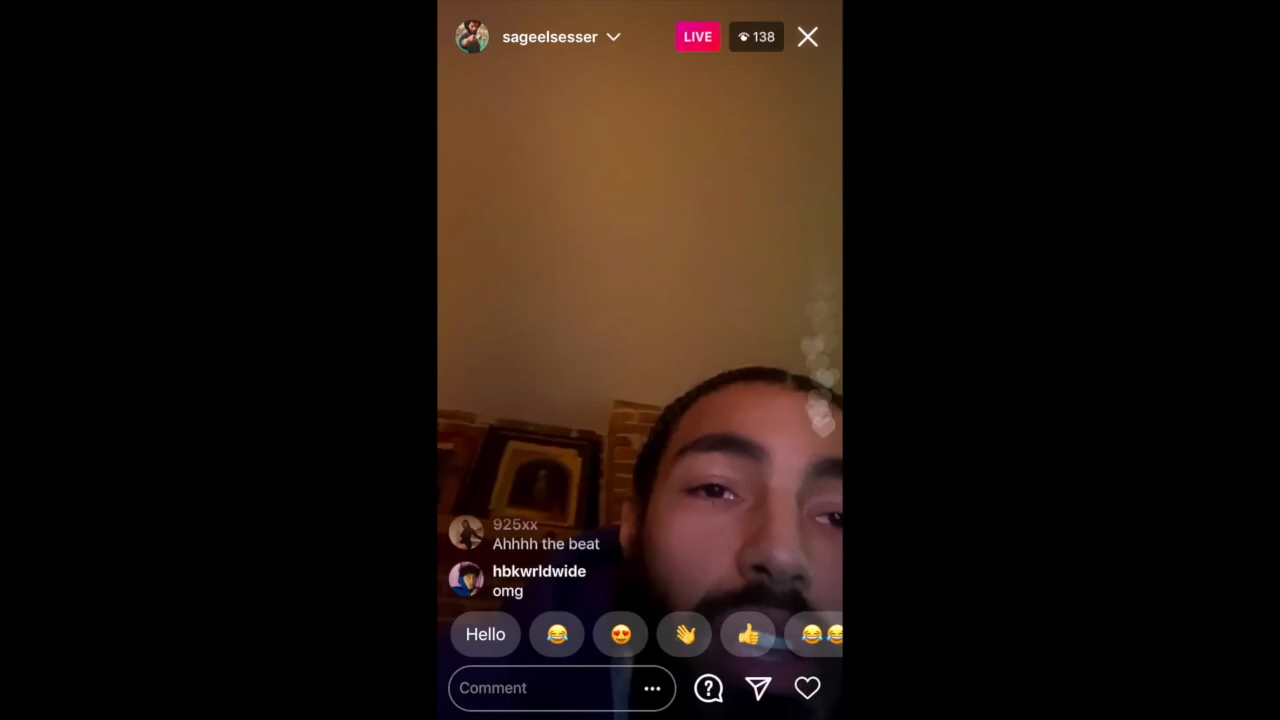 sageelsesser
LIVE
138
925xx
Ahhhh the beat
hbkwrldwide
omg
Hello
Comment